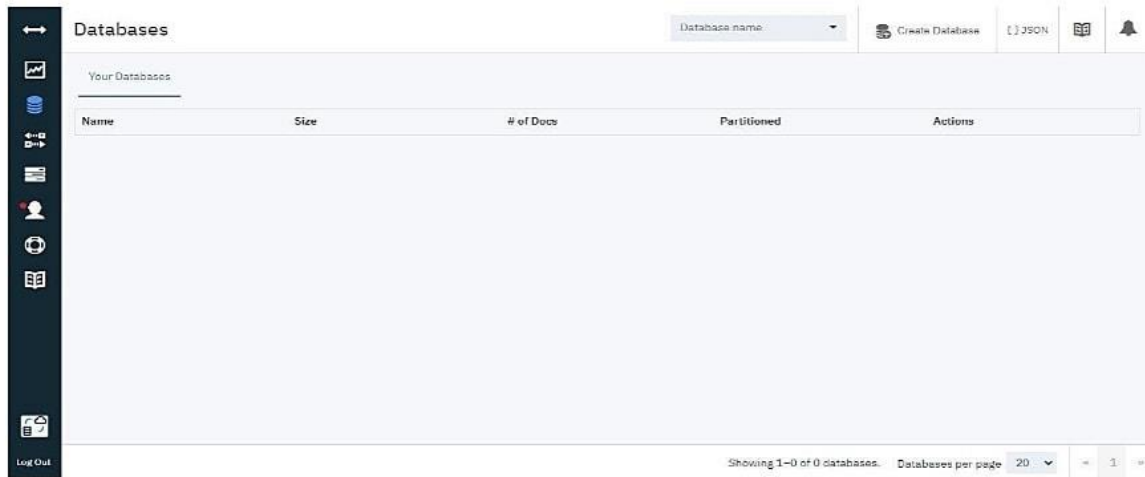 Databases
Database name
Create Database
{ } JSON
Your Databases
Name Size # of Docs Partitioned Actions
Log Out
Showing 1–0 of 0 databases. Databases per page 20
« 1 »